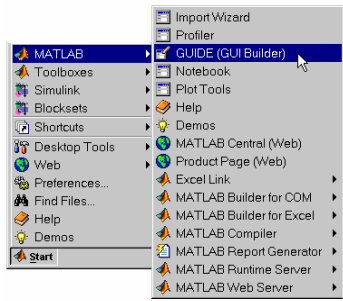 MATLAB
Toolboxes
Simulink
Blocksets
Shortcuts
Desktop Tools
Web
Preferences...
Find Files...
Help
Demos
Start
Import Wizard
Profiler
GUIDE (GUI Builder)
Notebook
Plot Tools
Help
Demos
MATLAB Central (Web)
Product Page (Web)
Excel Link
MATLAB Builder for COM
MATLAB Builder for Excel
MATLAB Compiler
MATLAB Report Generator
MATLAB Runtime Server
MATLAB Web Server